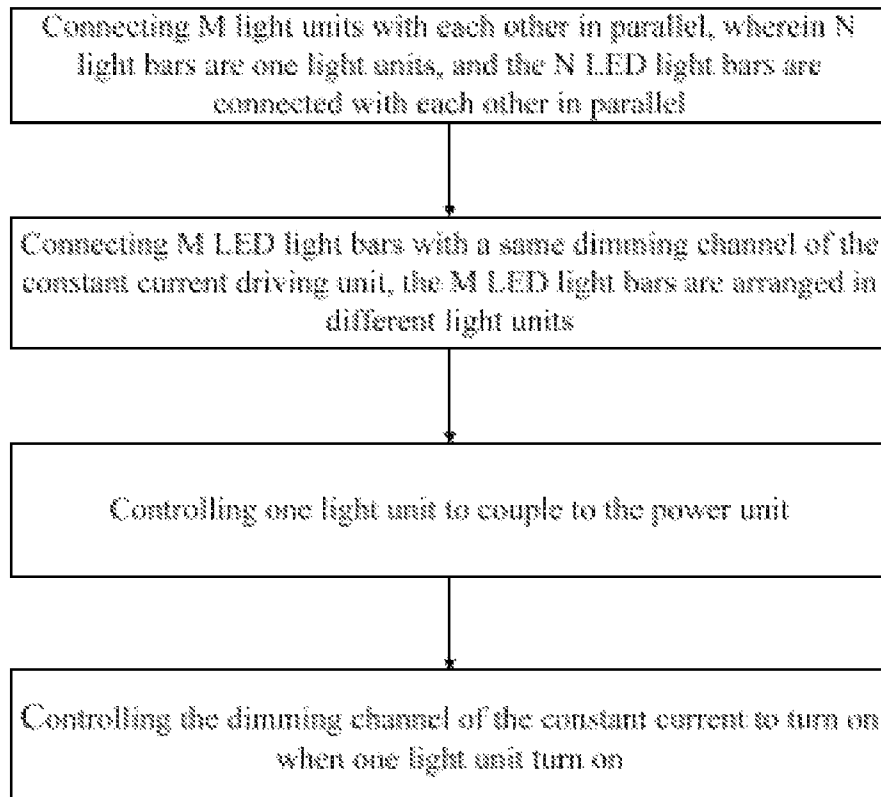 Connecting M light units with each other in parallel, wherein N
light bars are one light units, and the N LED light bars are
connected with each other in parallel
Connecting M LED light bars with a same dimming channel of the
constant current driving unit, the M LED light bars are arranged in
different light units
Controlling one light unit to couple to the power unit
Controlling the dimming channel of the constant current to turn on
when one light unit turn on